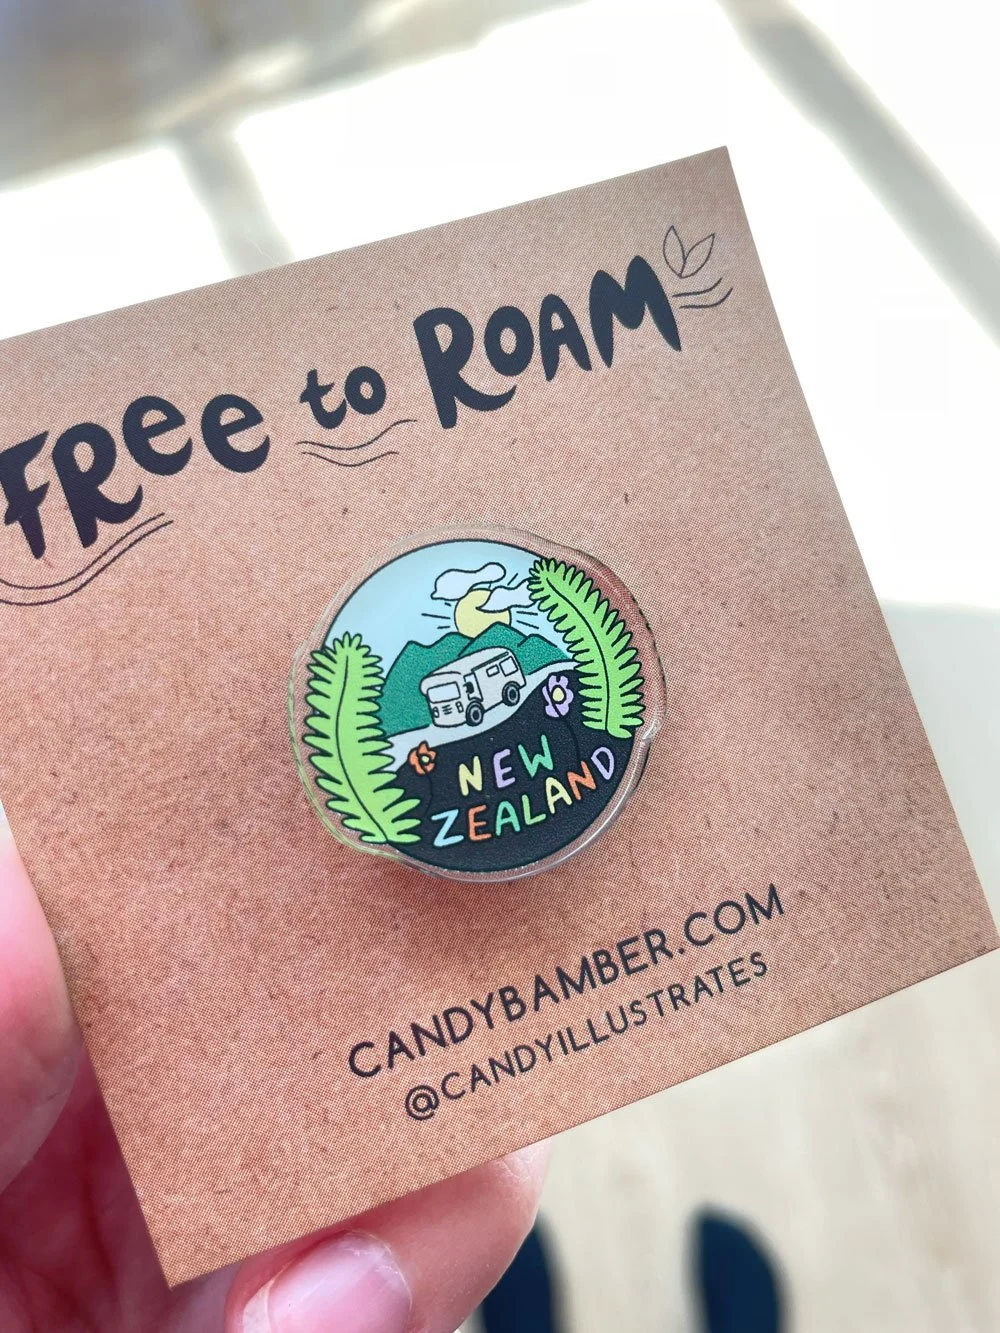 FRee to ROAM
NEW
ZEALAND
CANDYBAMBER.COM
@CANDYILLUSTRATES